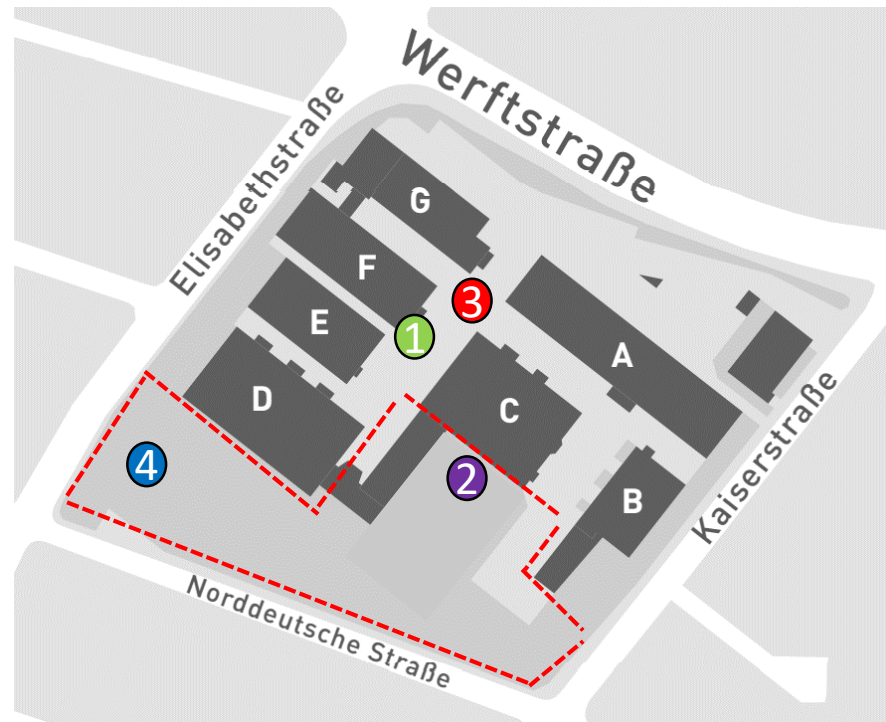 Werftstraße
Elisabethstraße
G
F
3
E
1
A
D
C
4
2
B
Kaiserstraße
Norddeutsche Straße